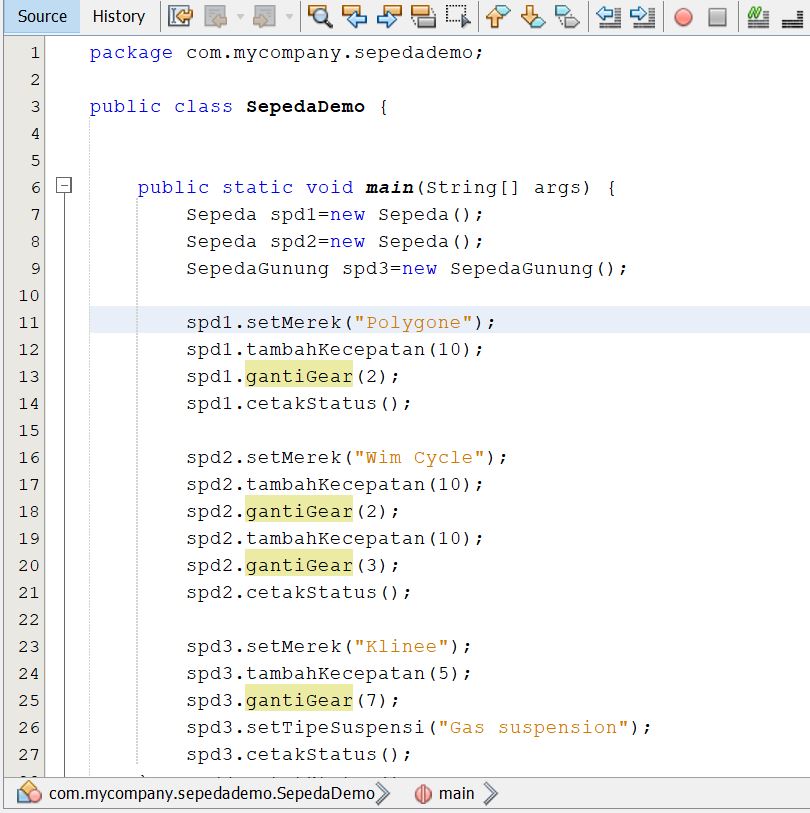 Source History
1 package com.mycompany.sepedademo;
2
3 public class SepedaDemo {
4
5
6 public static void main(String[] args) {
7 Sepeda spd1=new Sepeda();
8 Sepeda spd2=new Sepeda();
9 SepedaGunung spd3=new SepedaGunung();
10
11 spd1.setMerek("Polygone");
12 spd1.tambahKecepatan(10);
13 spd1.gantiGear(2);
14 spd1.cetakStatus();
15
16 spd2.setMerek("Wim Cycle");
17 spd2.tambahKecepatan(10);
18 spd2.gantiGear(2);
19 spd2.tambahKecepatan(10);
20 spd2.gantiGear(3);
21 spd2.cetakStatus();
22
23 spd3.setMerek("Klinee");
24 spd3.tambahKecepatan(5);
25 spd3.gantiGear(7);
26 spd3.setTipeSuspensi("Gas suspension");
27 spd3.cetakStatus();
com.mycompany.sepedademo.SepedaDemo main